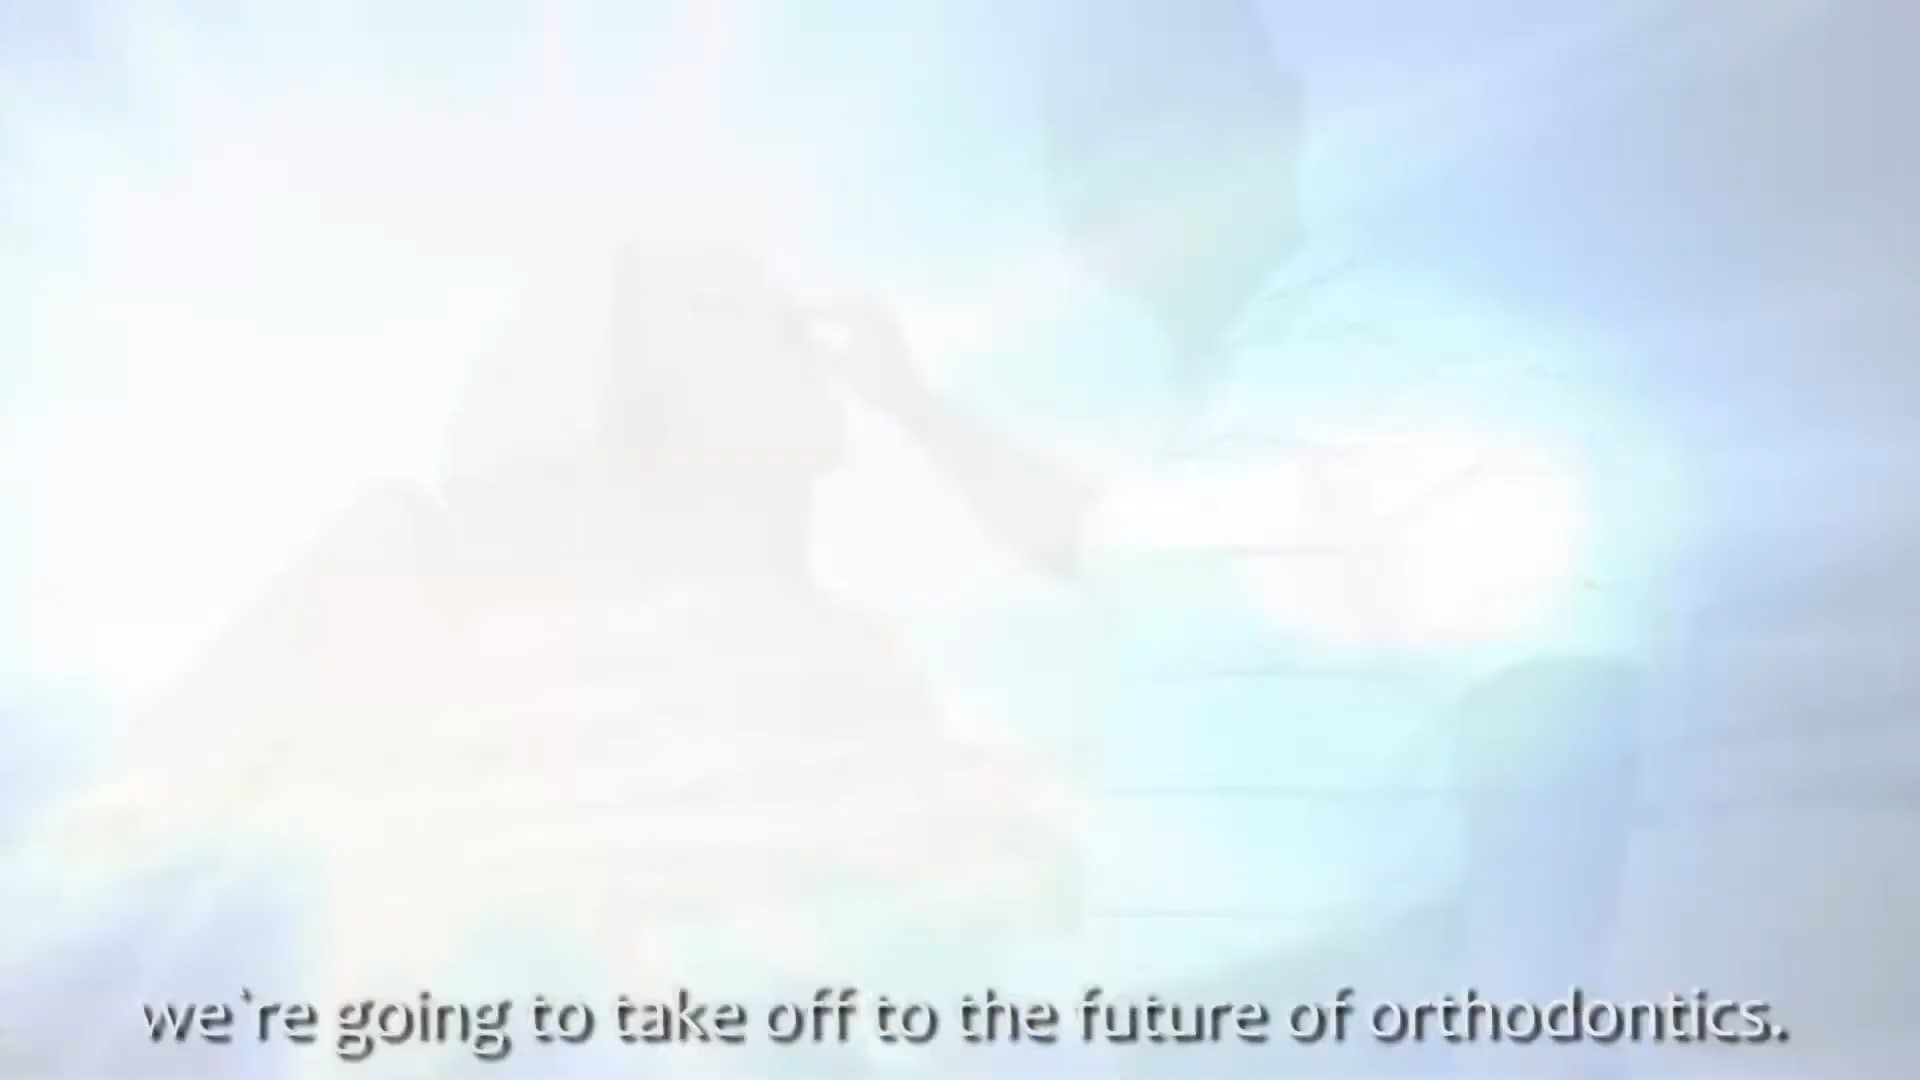 we`re going to take off to the future of orthodontics.